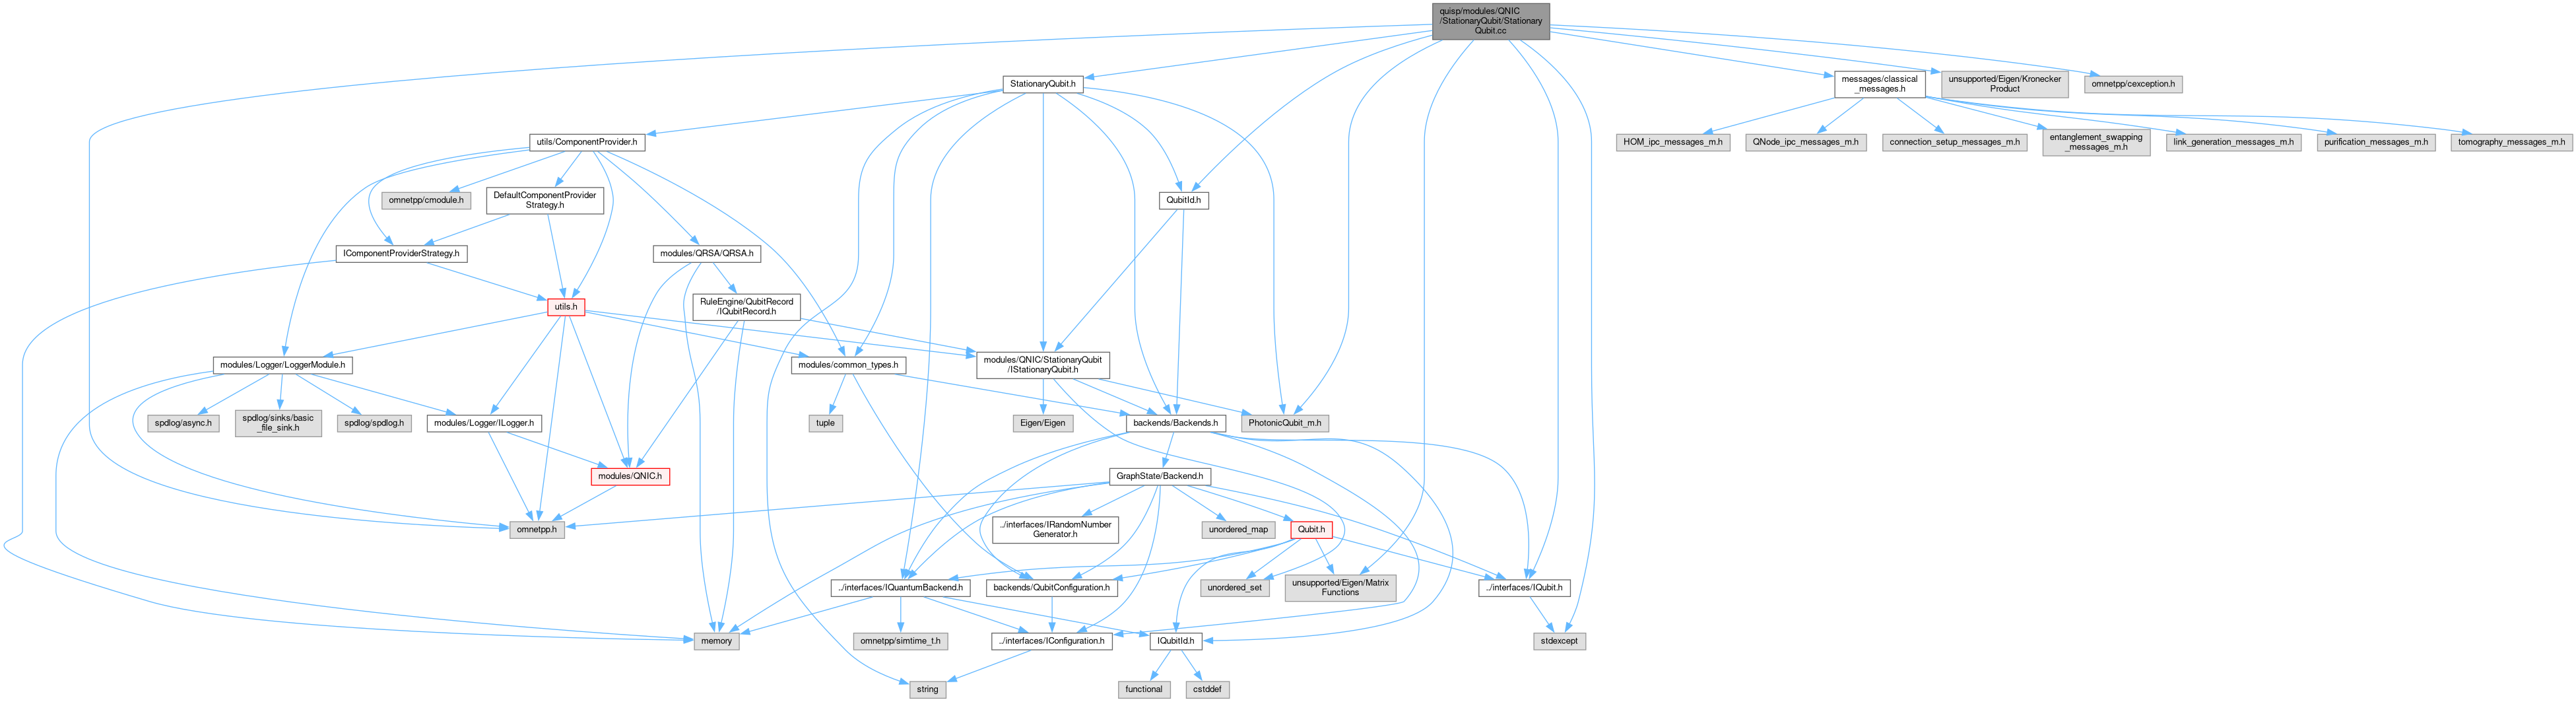 quisp/modules/QNIC
/StationaryQubit/Stationary
Qubit.cc
StationaryQubit.h
messages/classical
_messages.h
unsupported/Eigen/Kronecker
Product
omnetpp/cexception.h
utils/ComponentProvider.h
HOM_ipc_messages_m.h
QNode_ipc_messages_m.h
connection_setup_messages_m.h
entanglement_swapping
_messages_m.h
link_generation_messages_m.h
purification_messages_m.h
tomography_messages_m.h
omnetpp/cmodule.h
DefaultComponentProvider
Strategy.h
QubitId.h
IComponentProviderStrategy.h
modules/QRSA/QRSA.h
utils.h
RuleEngine/QubitRecord
/IQubitRecord.h
modules/Logger/LoggerModule.h
modules/common_types.h
modules/QNIC/StationaryQubit
/IStationaryQubit.h
spdlog/async.h
spdlog/sinks/basic
_file_sink.h
spdlog/spdlog.h
modules/Logger/ILogger.h
tuple
Eigen/Eigen
backends/Backends.h
PhotonicQubit_m.h
modules/QNIC.h
GraphState/Backend.h
omnetpp.h
../interfaces/IRandomNumber
Generator.h
unordered_map
Qubit.h
../interfaces/IQuantumBackend.h
backends/QubitConfiguration.h
unordered_set
unsupported/Eigen/Matrix
Functions
../interfaces/IQubit.h
memory
omnetpp/simtime_t.h
../interfaces/IConfiguration.h
IQubitId.h
stdexcept
string
functional
cstddef